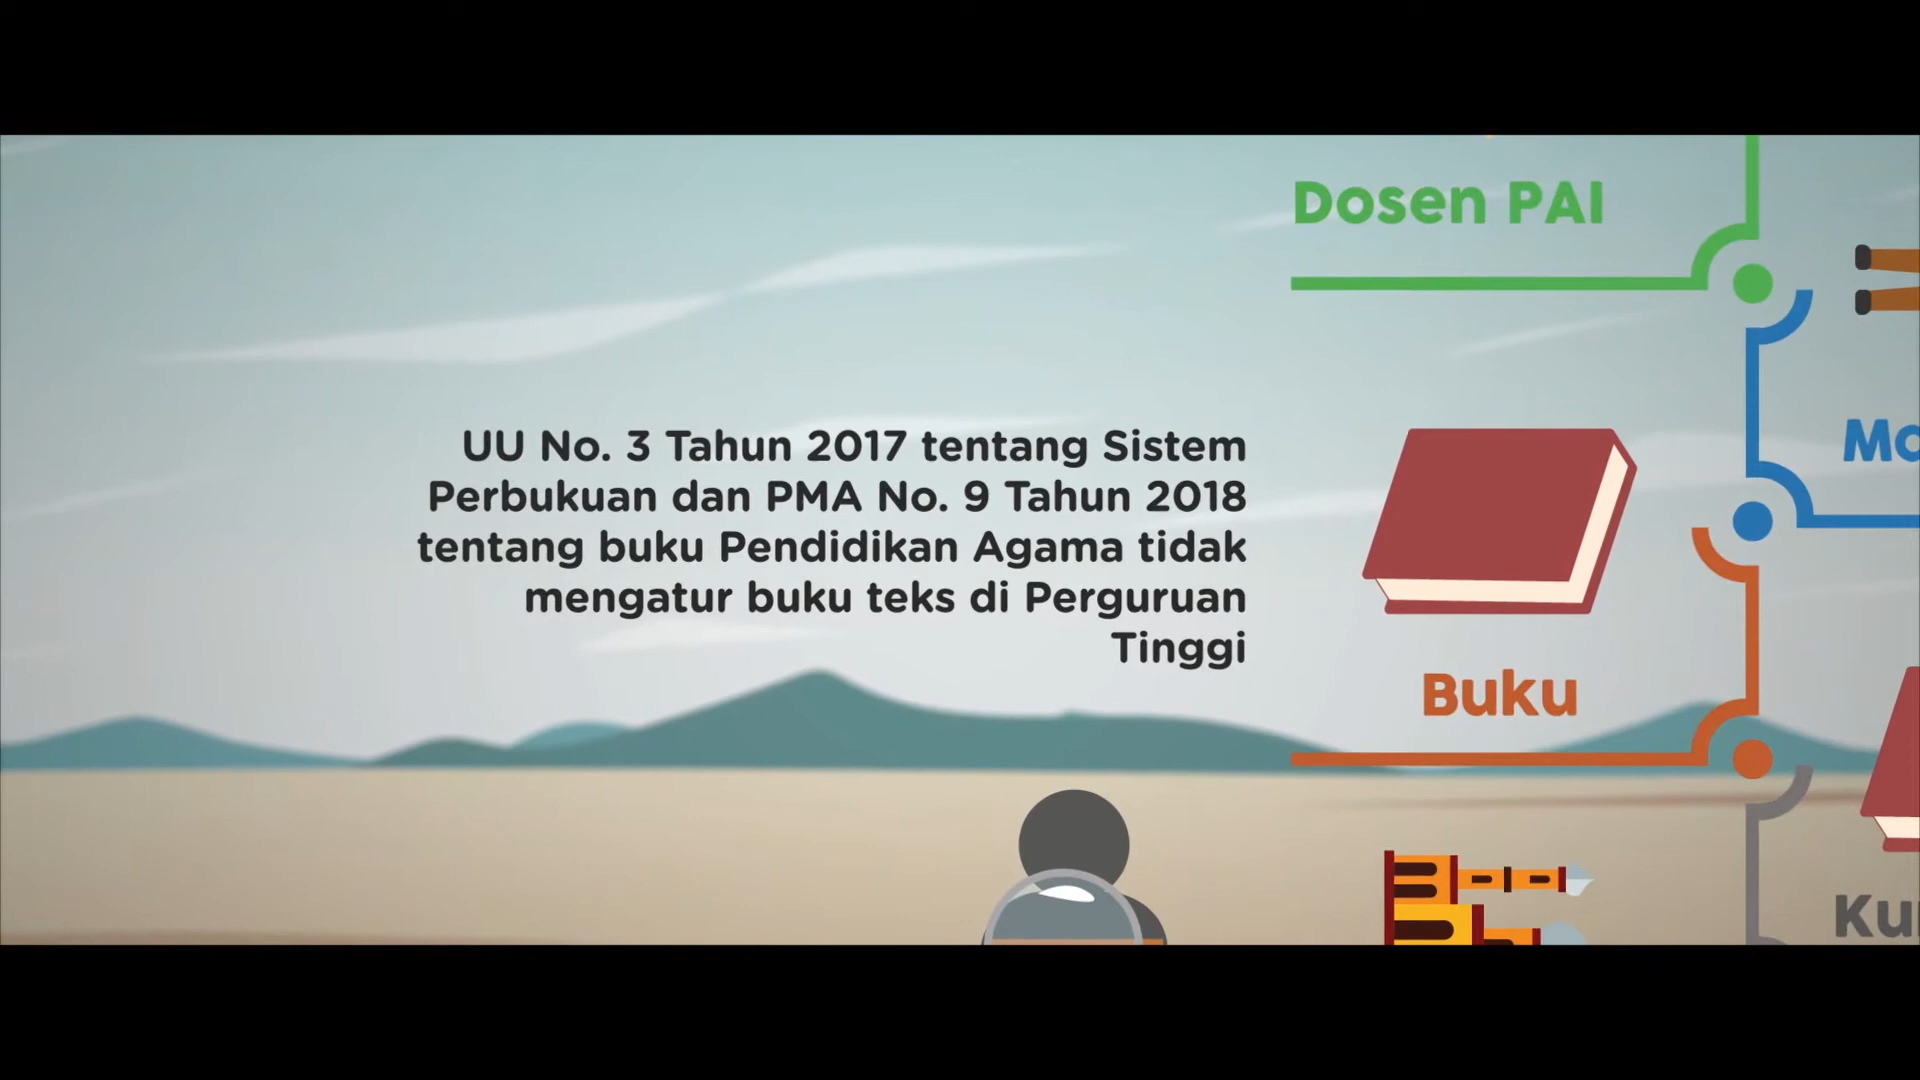 Dosen PAI
UU No. 3 Tahun 2017 tentang Sistem
Perbukuan dan PMA No. 9 Tahun 2018
tentang buku Pendidikan Agama tidak
mengatur buku teks di Perguruan
Tinggi
Buku